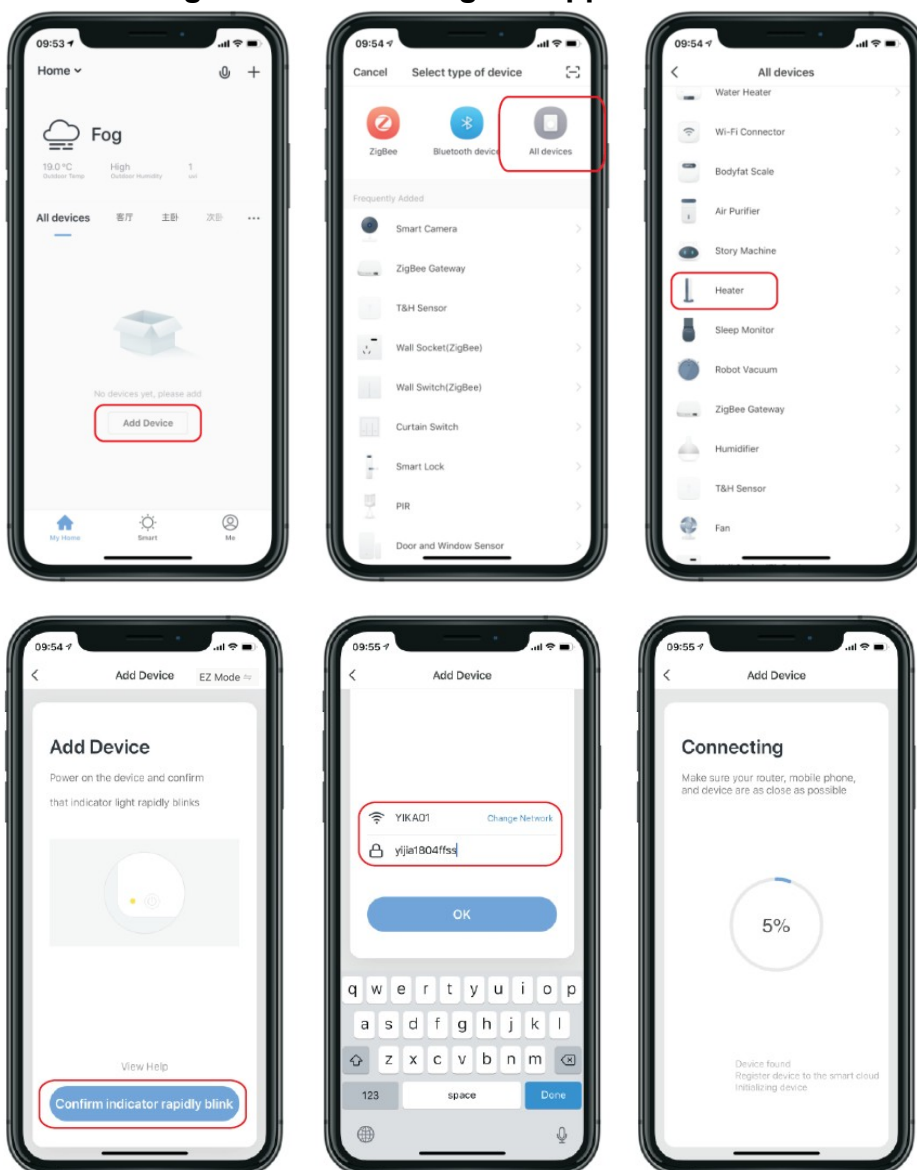 09:53
Home
Fog
19.0 °C
High
1
Outdoor Temp
Outdoor Humidity
All devices
客厅
主卧
次卧
...
No devices yet, please add
Add Device
My Home
Smart
Me
09:54
Cancel
Select type of device
ZigBee
Bluetooth device
All devices
Frequently Added
Smart Camera
ZigBee Gateway
T&H Sensor
Wall Socket(ZigBee)
Wall Switch(ZigBee)
Curtain Switch
Smart Lock
PIR
Door and Window Sensor
09:54
All devices
Water Heater
Wi-Fi Connector
Bodyfat Scale
Air Purifier
Story Machine
Heater
Sleep Monitor
Robot Vacuum
ZigBee Gateway
Humidifier
T&H Sensor
Fan
09:54
Add Device
EZ Mode
Add Device
Power on the device and confirm
that indicator light rapidly blinks
View Help
Confirm indicator rapidly blink
09:55
Add Device
YIKA01
Change Network
yijia1804ffss
OK
q w e r t y u i o p
a s d f g h j k l
z x c v b n m
123
space
Done
09:55
Add Device
Connecting
Make sure your router, mobile phone,
and device are as close as possible
5%
Device found
Register device to the smart cloud
Initializing device